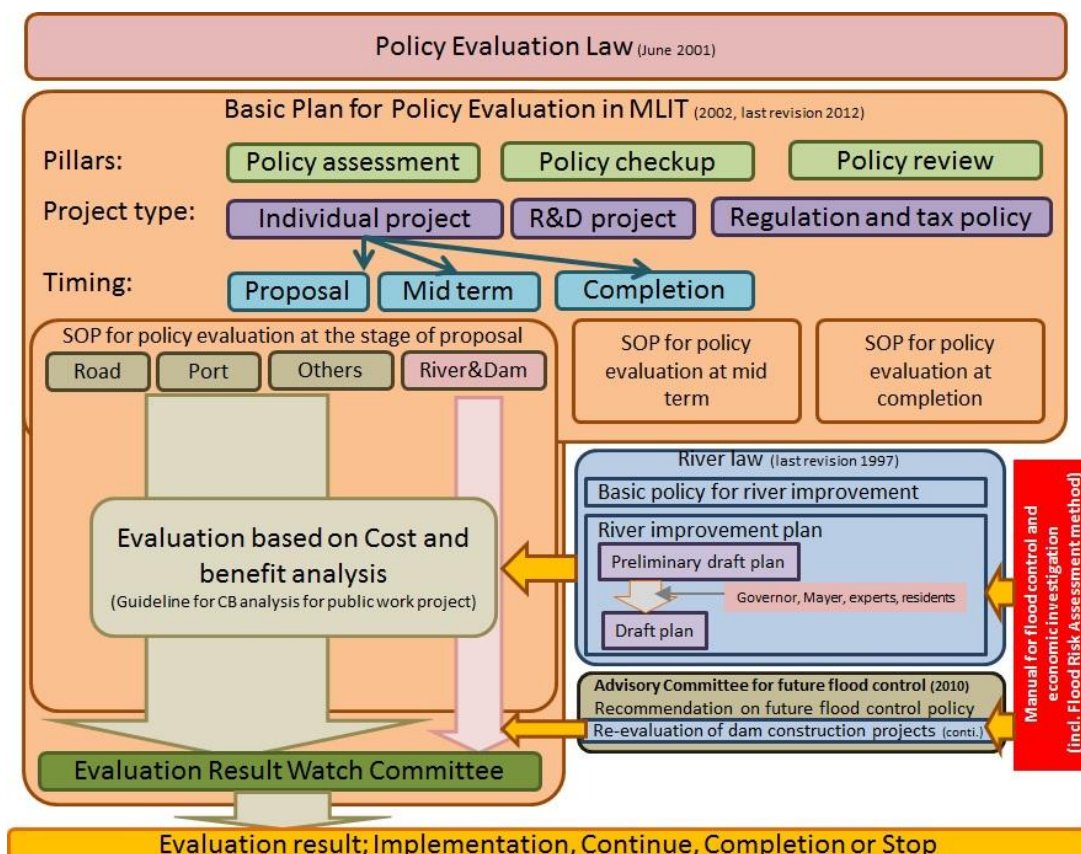 Policy Evaluation Law (June 2001)
Basic Plan for Policy Evaluation in MLIT (2002, last revision 2012)
Pillars:
Policy assessment
Policy checkup
Policy review
Project type:
Individual project
R&D project
Regulation and tax policy
Timing:
Proposal
Mid term
Completion
SOP for policy evaluation at the stage of proposal
Road
Port
Others
River&Dam
SOP for policy
evaluation at mid
term
SOP for policy
evaluation at
completion
Evaluation based on Cost and
benefit analysis
(Guideline for CB analysis for public work project)
River law (last revision 1997)
Basic policy for river improvement
River improvement plan
Preliminary draft plan
Governor, Mayer, experts, residents
Draft plan
Advisory Committee for future flood control (2010)
Recommendation on future flood control policy
Re-evaluation of dam construction projects (conti.)
Manual for flood control and
economic investigation
(incl. Flood Risk Assessment method)
Evaluation Result Watch Committee
Evaluation result; Implementation, Continue, Completion or Stop